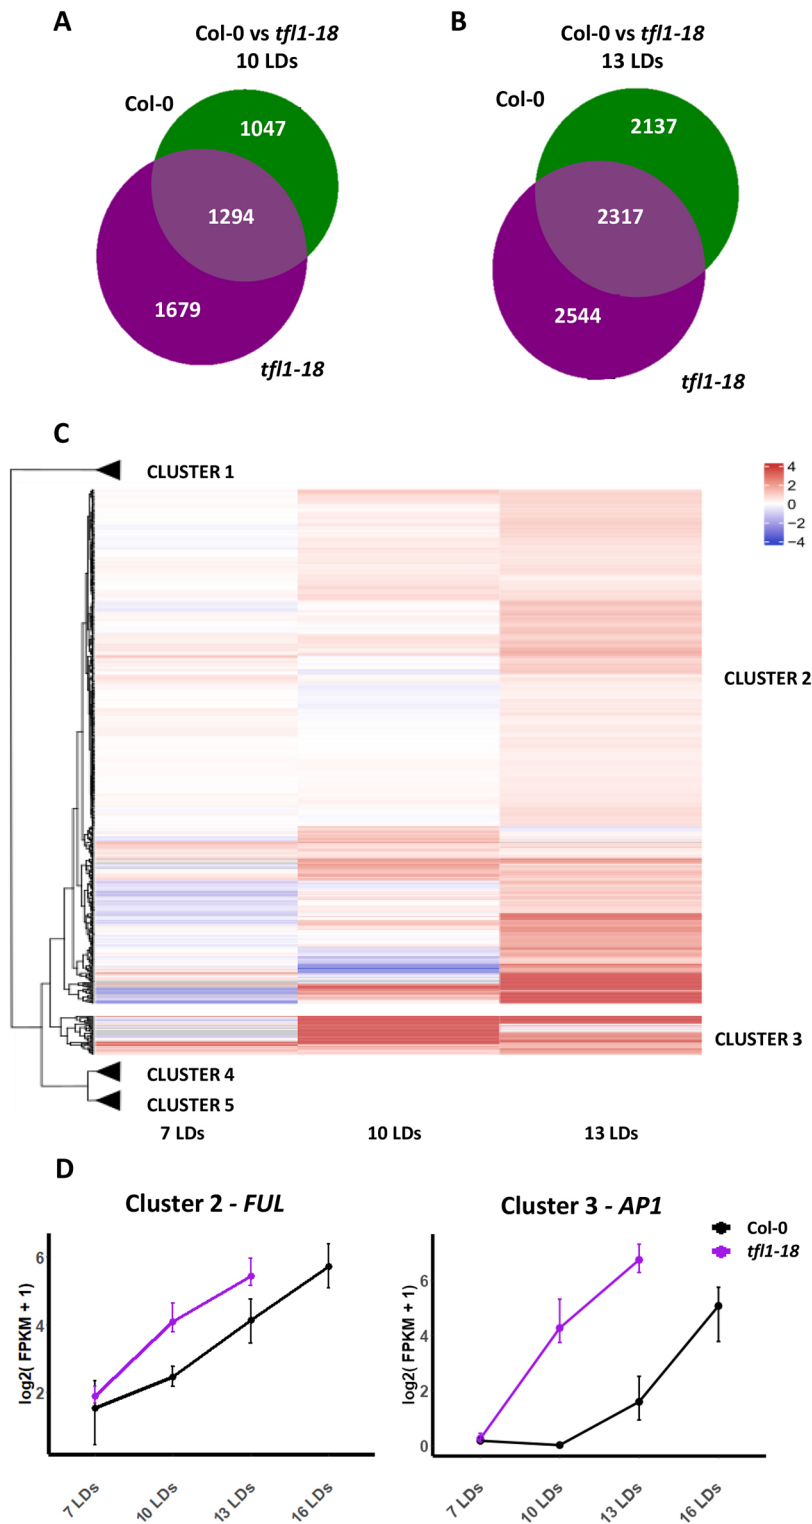 A
Col-0 vs tfl1-18
10 LDs
Col-0
1047
1294
1679
tfl1-18
B
Col-0 vs tfl1-18
13 LDs
Col-0
2137
2317
2544
tfl1-18
C
CLUSTER 1
4
2
0
−2
−4
CLUSTER 2
CLUSTER 3
CLUSTER 4
CLUSTER 5
7 LDs
10 LDs
13 LDs
D
Cluster 2 - FUL
log2( FPKM + 1)
6
4
2
7 LDs
10 LDs
13 LDs
16 LDs
Cluster 3 - AP1
Col-0
tfl1-18
log2( FPKM + 1)
6
4
2
0
7 LDs
10 LDs
13 LDs
16 LDs